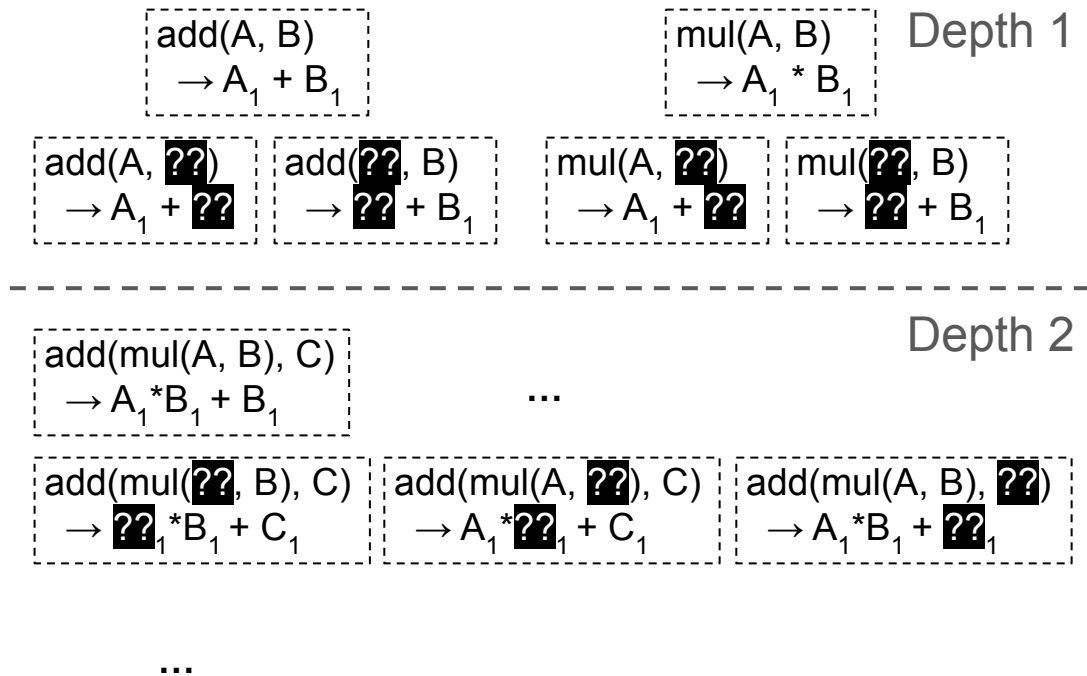 Depth 1
add(A, B)
→ A₁ + B₁
mul(A, B)
→ A₁ * B₁
add(A, ??)
→ A₁ + ??
add(??, B)
→ ?? + B₁
mul(A, ??)
→ A₁ + ??
mul(??, B)
→ ?? + B₁
Depth 2
add(mul(A, B), C)
→ A₁*B₁ + B₁
...
add(mul(??, B), C)
→ ??₁*B₁ + C₁
add(mul(A, ??), C)
→ A₁*??₁ + C₁
add(mul(A, B), ??)
→ A₁*B₁ + ??₁
...